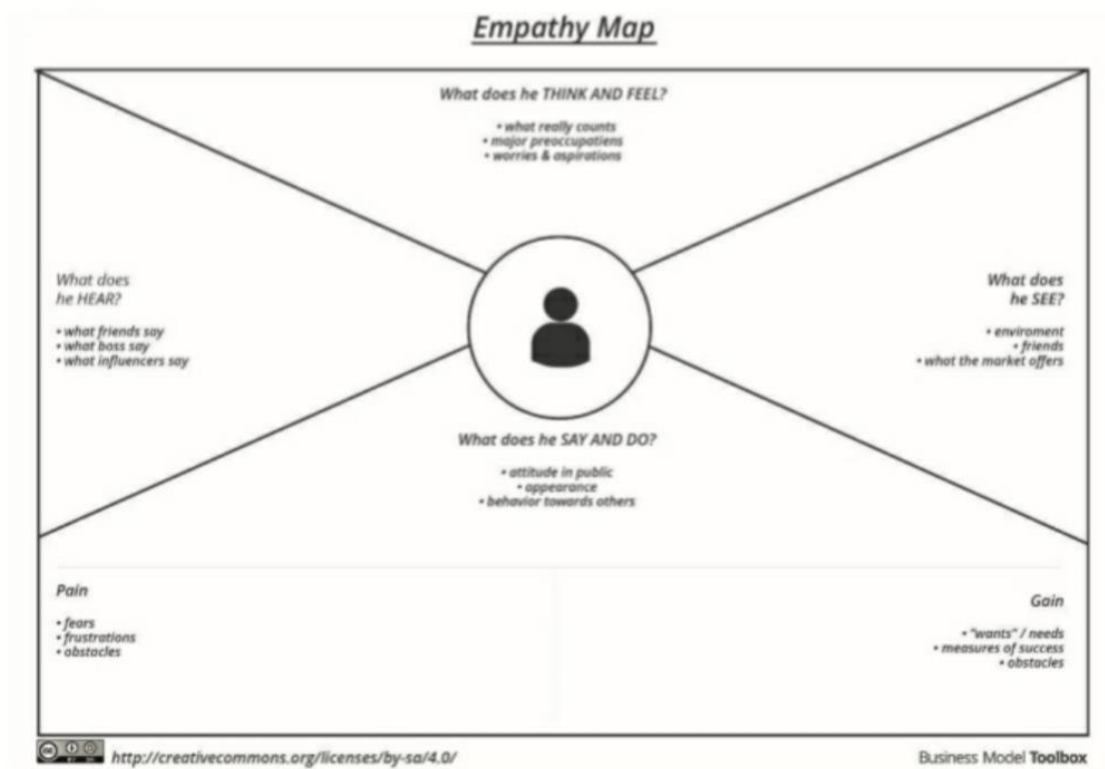 Empathy Map
What does he THINK AND FEEL?
• what really counts
• major preoccupatiens
• worries & aspirations
What does
he HEAR?
• what friends say
• what boss say
• what influencers say
What does
he SEE?
• enviroment
• friends
• what the market offers
What does he SAY AND DO?
• attitude in public
• appearance
• behavior towards others
Pain
• fears
• frustrations
• obstacles
Gain
• "wants" / needs
• measures of success
• obstacles
http://creativecommons.org/licenses/by-sa/4.0/
Business Model Toolbox